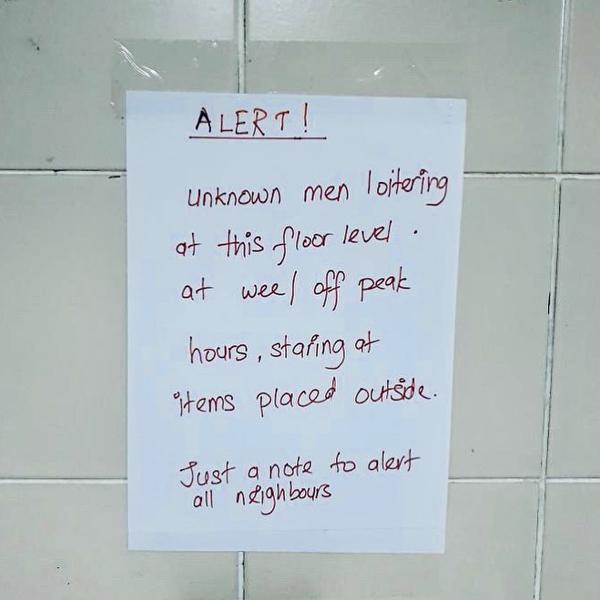 ALERT!
unknown men loitering
at this floor level.
at wee/ off peak
hours, staring at
items placed outside.
Just a note to alert
all neighbours